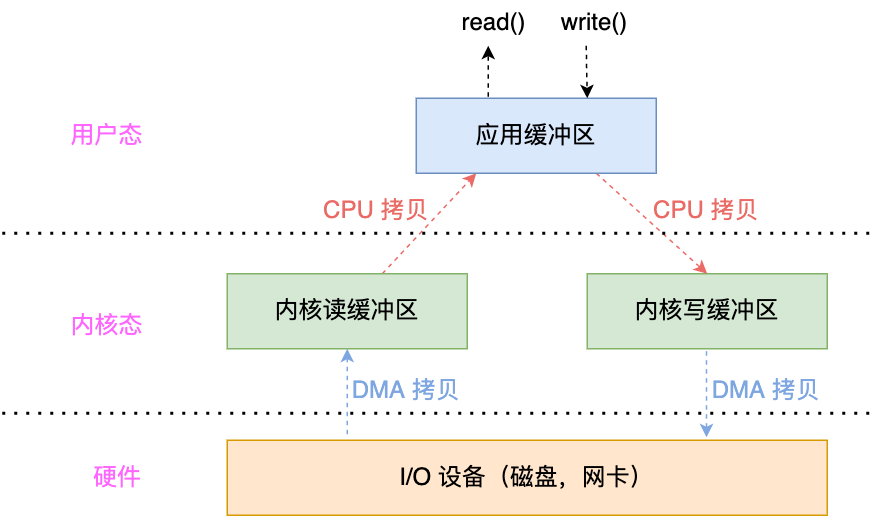 read()
write()
用户态
应用缓冲区
CPU 拷贝
CPU 拷贝
内核态
内核读缓冲区
内核写缓冲区
DMA 拷贝
DMA 拷贝
硬件
I/O 设备（磁盘，网卡）